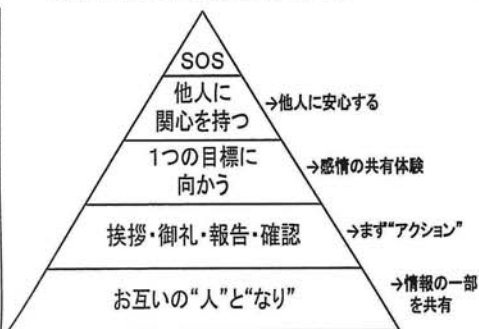 SOS
他人に
関心を持つ
→他人に安心する
1つの目標に
向かう
→感情の共有体験
挨拶・御礼・報告・確認
→まず“アクション”
お互いの“人”と“なり”
→情報の一部
を共有